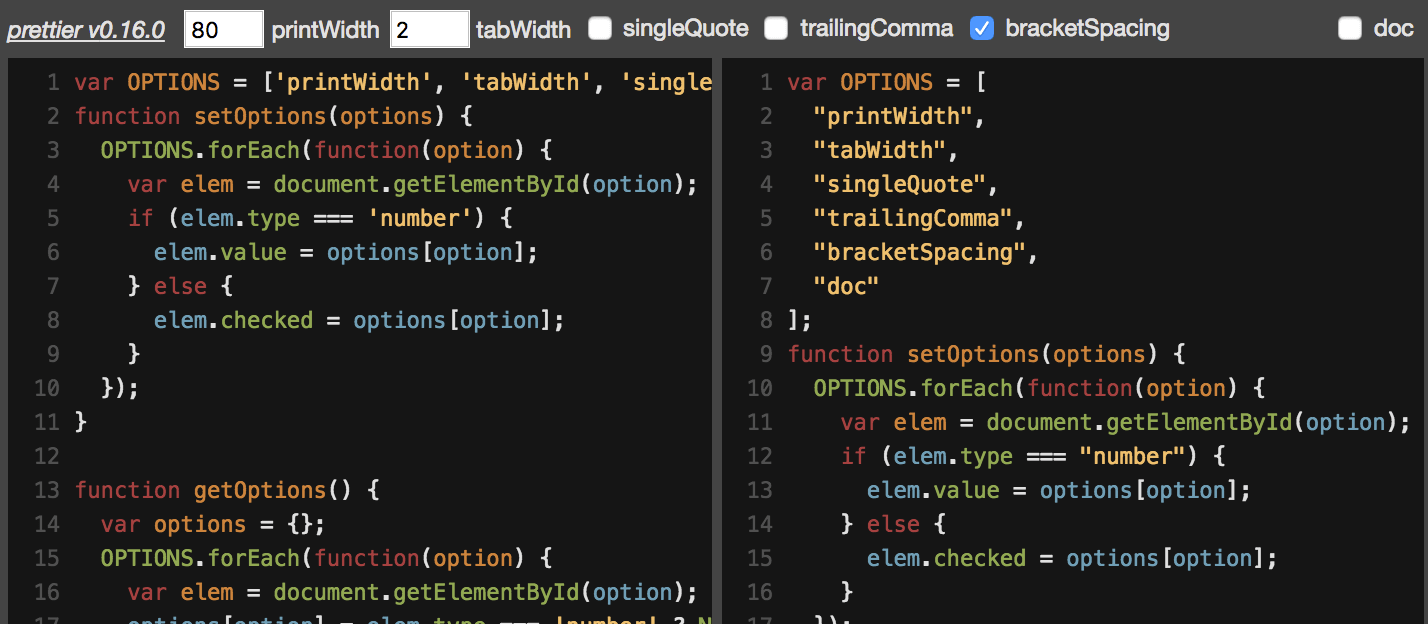 prettier v0.16.0 80 printWidth 2 tabWidth singleQuote trailingComma bracketSpacing doc
1 var OPTIONS = ['printWidth', 'tabWidth', 'single
2 function setOptions(options) {
3 OPTIONS.forEach(function(option) {
4 var elem = document.getElementById(option);
5 if (elem.type === 'number') {
6 elem.value = options[option];
7 } else {
8 elem.checked = options[option];
9 }
10 });
11 }
12
13 function getOptions() {
14 var options = {};
15 OPTIONS.forEach(function(option) {
16 var elem = document.getElementById(option);
17 options[option] = elem.type === 'number' ? N
1 var OPTIONS = [
2 "printWidth",
3 "tabWidth",
4 "singleQuote",
5 "trailingComma",
6 "bracketSpacing",
7 "doc"
8 ];
9 function setOptions(options) {
10 OPTIONS.forEach(function(option) {
11 var elem = document.getElementById(option);
12 if (elem.type === "number") {
13 elem.value = options[option];
14 } else {
15 elem.checked = options[option];
16 }
17 });